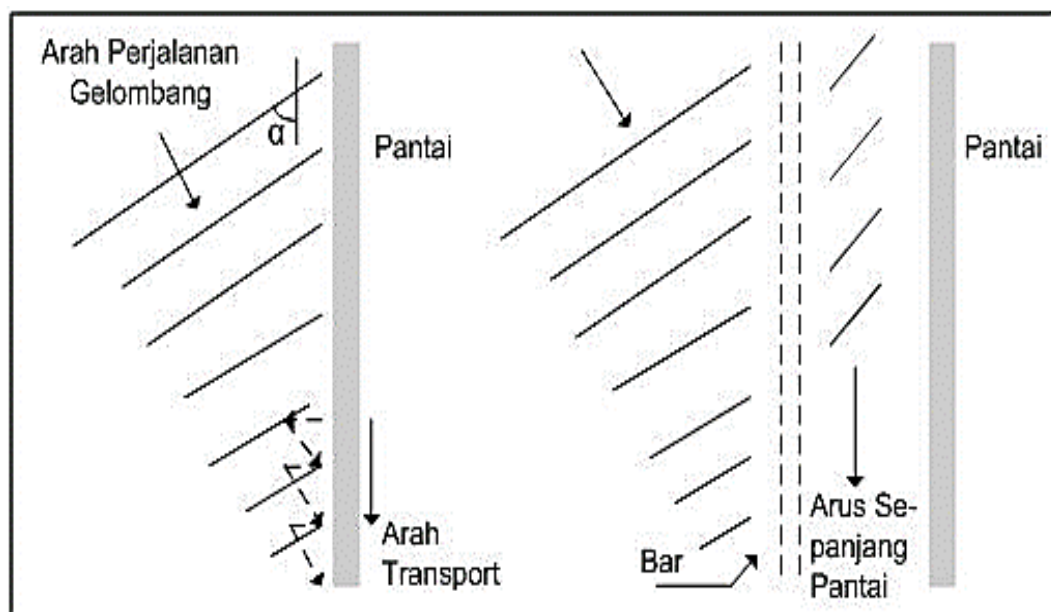 Arah Perjalanan
Gelombang
α
Pantai
Arah
Transport
Pantai
Bar
Arus Se-
panjang
Pantai